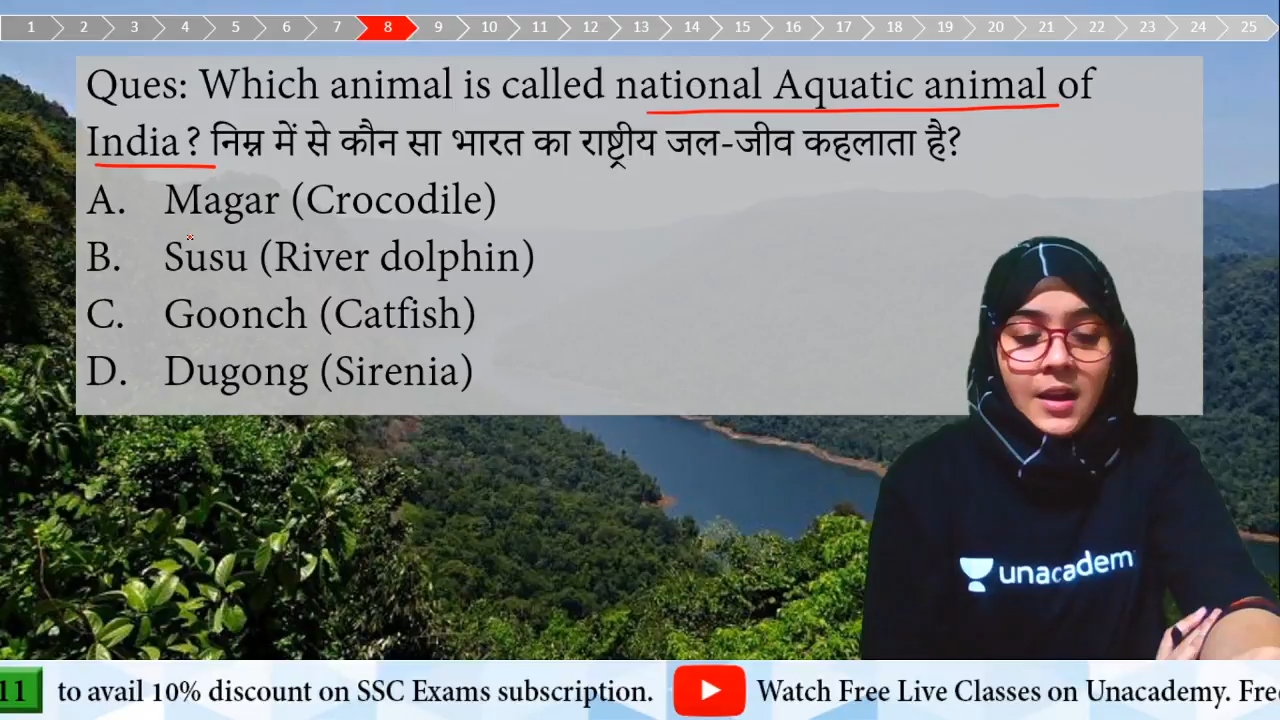 1 2 3 4 5 6 7 8 9 10 11 12 13 14 15 16 17 18 19 20 21 22 23 24 25
Ques: Which animal is called national Aquatic animal of
India? निम्न में से कौन सा भारत का राष्ट्रीय जल-जीव कहलाता है?
A. Magar (Crocodile)
B. Susu (River dolphin)
C. Goonch (Catfish)
D. Dugong (Sirenia)
unacadem
11 to avail 10% discount on SSC Exams subscription. Watch Free Live Classes on Unacademy. Fre